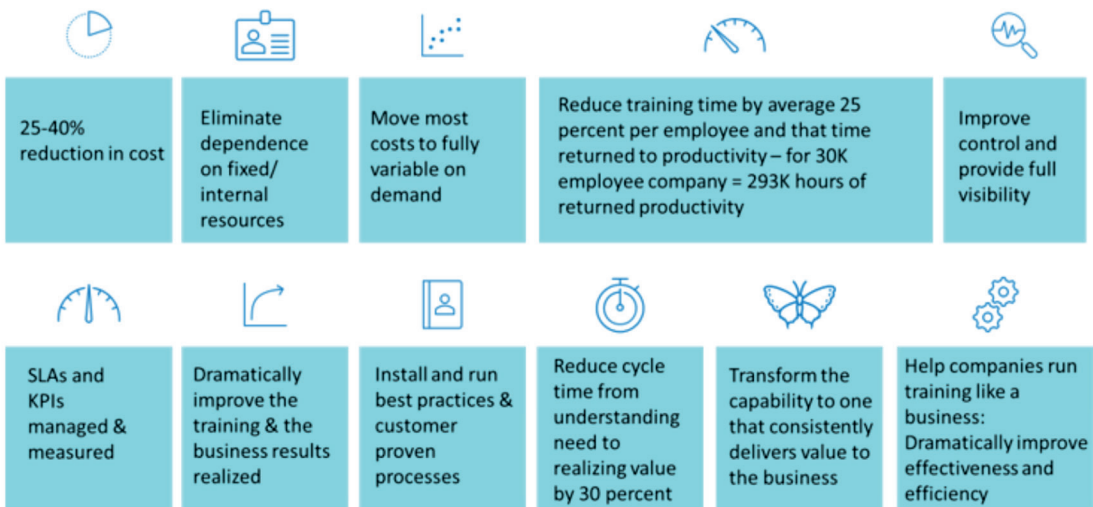 25-40%
reduction in cost
Eliminate
dependence
on fixed/
internal
resources
Move most
costs to fully
variable on
demand
Reduce training time by average 25
percent per employee and that time
returned to productivity – for 30K
employee company = 293K hours of
returned productivity
Improve
control and
provide full
visibility
SLAs and
KPIs
managed &
measured
Dramatically
improve the
training & the
business results
realized
Install and run
best practices &
customer
proven
processes
Reduce cycle
time from
understanding
need to
realizing value
by 30 percent
Transform the
capability to one
that consistently
delivers value to
the business
Help companies run
training like a
business:
Dramatically improve
effectiveness and
efficiency